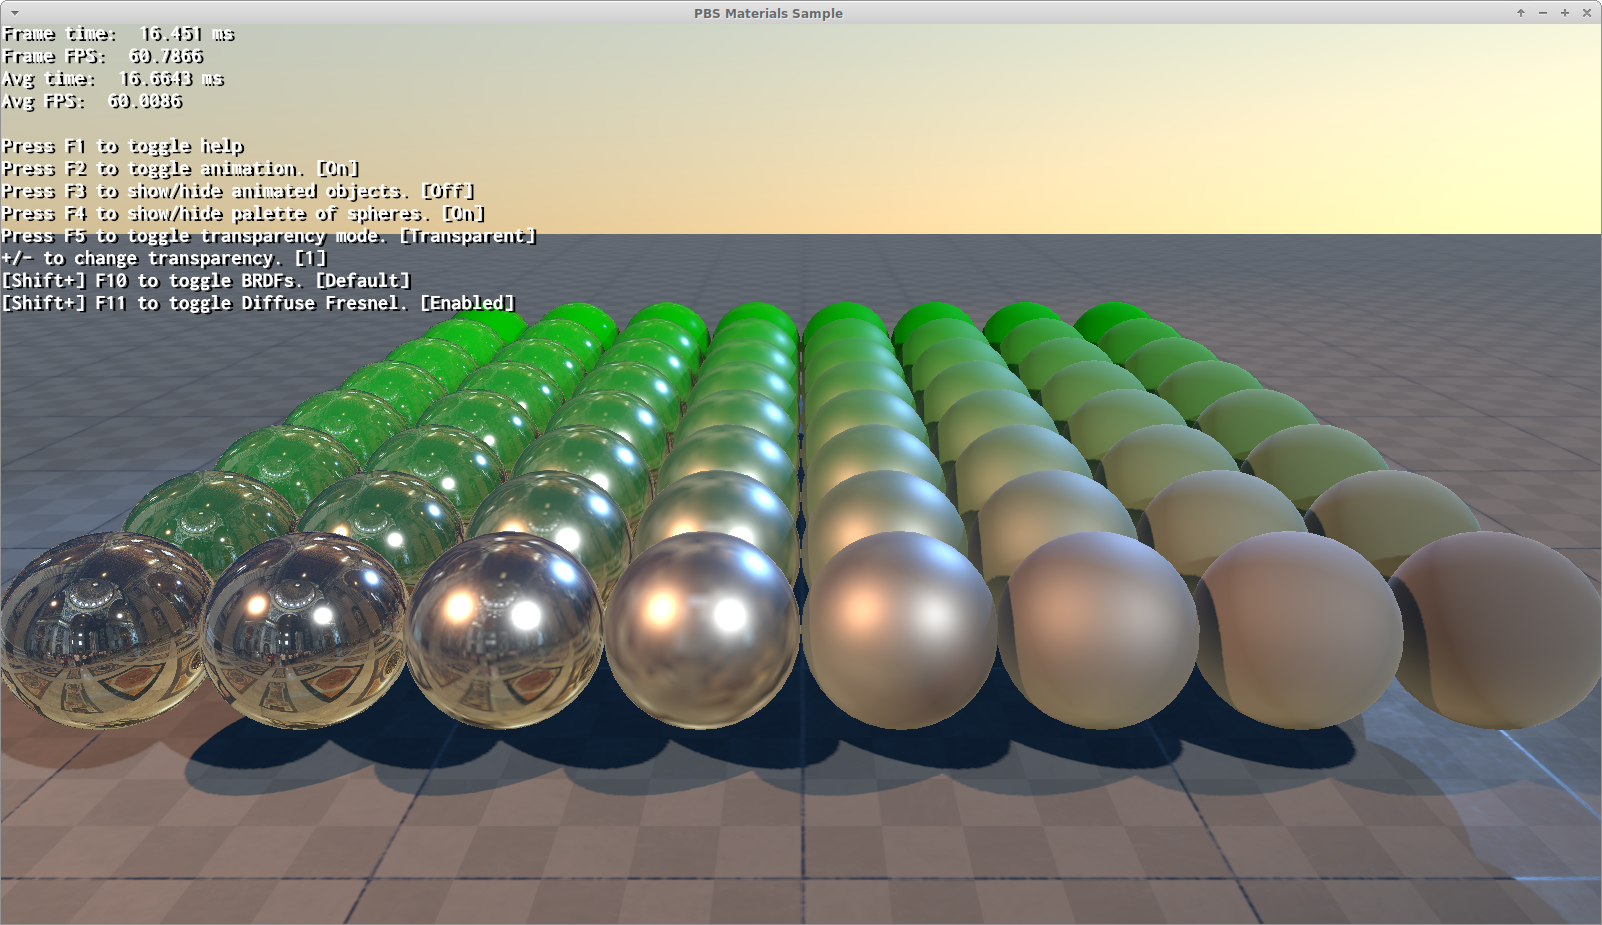 PBS Materials Sample
Frame time: 16.451 ms
Frame FPS: 60.7866
Avg time: 16.6643 ms
Avg FPS: 60.0086
Press F1 to toggle help
Press F2 to toggle animation. [On]
Press F3 to show/hide animated objects. [Off]
Press F4 to show/hide palette of spheres. [On]
Press F5 to toggle transparency mode. [Transparent]
+/- to change transparency. [1]
[Shift+] F10 to toggle BRDFs. [Default]
[Shift+] F11 to toggle Diffuse Fresnel. [Enabled]